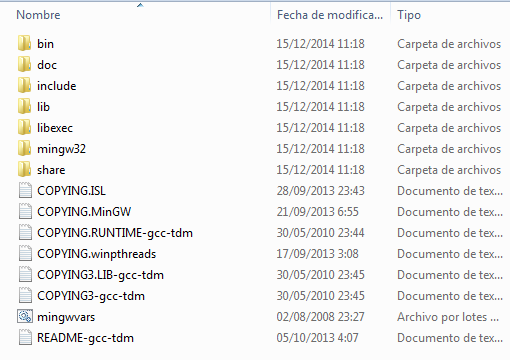 Nombre Fecha de modifica... Tipo
bin 15/12/2014 11:18 Carpeta de archivos
doc 15/12/2014 11:18 Carpeta de archivos
include 15/12/2014 11:18 Carpeta de archivos
lib 15/12/2014 11:18 Carpeta de archivos
libexec 15/12/2014 11:18 Carpeta de archivos
mingw32 15/12/2014 11:18 Carpeta de archivos
share 15/12/2014 11:18 Carpeta de archivos
COPYING.ISL 28/09/2013 23:43 Documento de tex...
COPYING.MinGW 21/09/2013 6:55 Documento de tex...
COPYING.RUNTIME-gcc-tdm 30/05/2010 23:44 Documento de tex...
COPYING.winpthreads 17/09/2013 3:08 Documento de tex...
COPYING3.LIB-gcc-tdm 30/05/2010 23:45 Documento de tex...
COPYING3-gcc-tdm 30/05/2010 23:45 Documento de tex...
mingwvars 02/08/2008 23:27 Archivo por lotes ...
README-gcc-tdm 05/10/2013 4:07 Documento de tex...